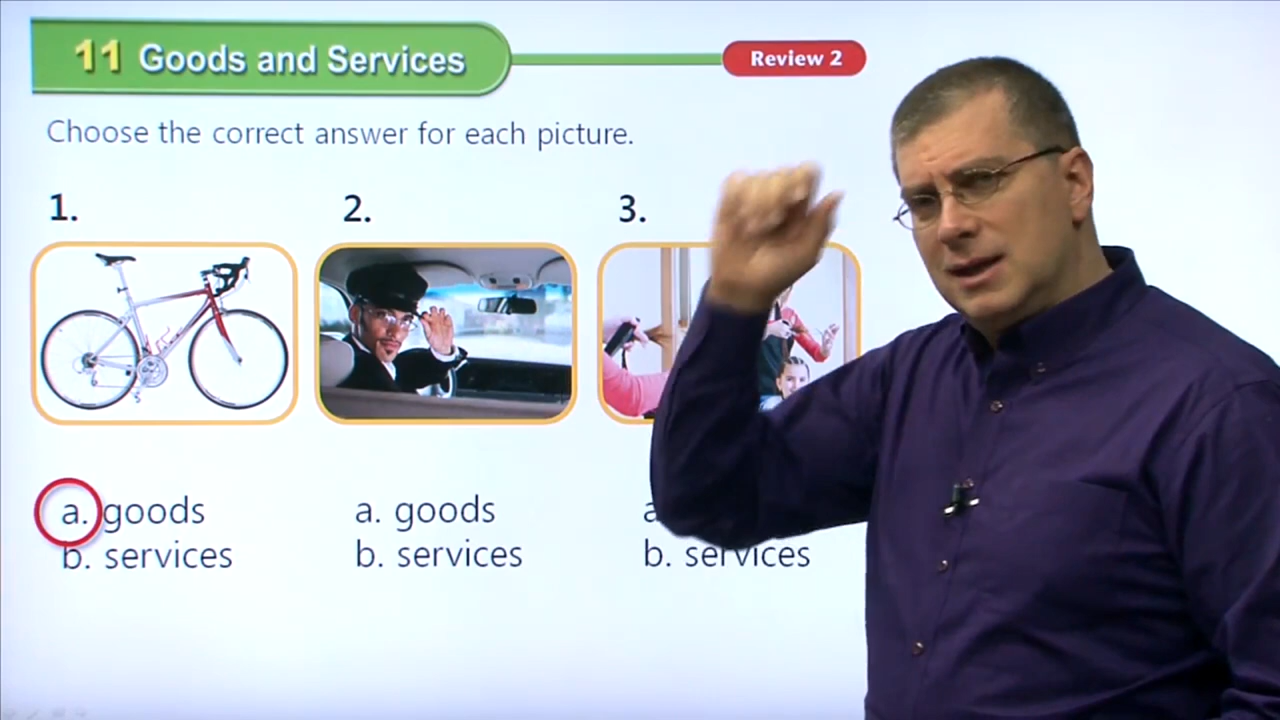 11 Goods and Services
Review 2
Choose the correct answer for each picture.
1.
2.
3.
a. goods
b. services
a. goods
b. services
a
b. services